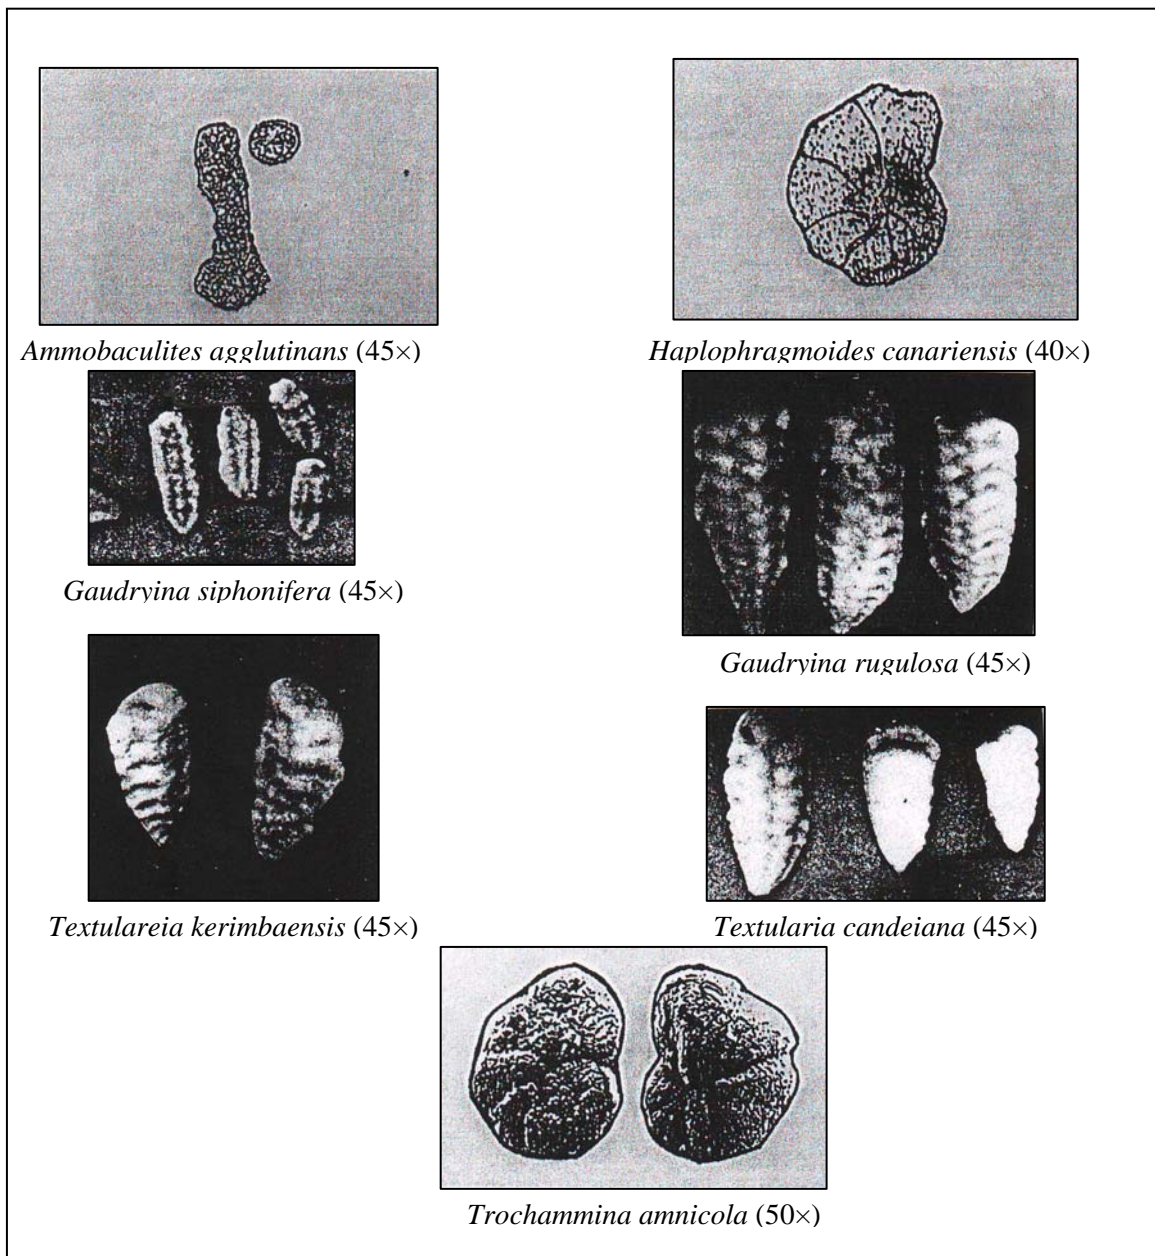 Ammobaculites agglutinans (45×)
Haplophragmoides canariensis (40×)
Gaudryina siphonifera (45×)
Gaudryina rugulosa (45×)
Textulareia kerimbaensis (45×)
Textularia candeiana (45×)
Trochammina amnicola (50×)